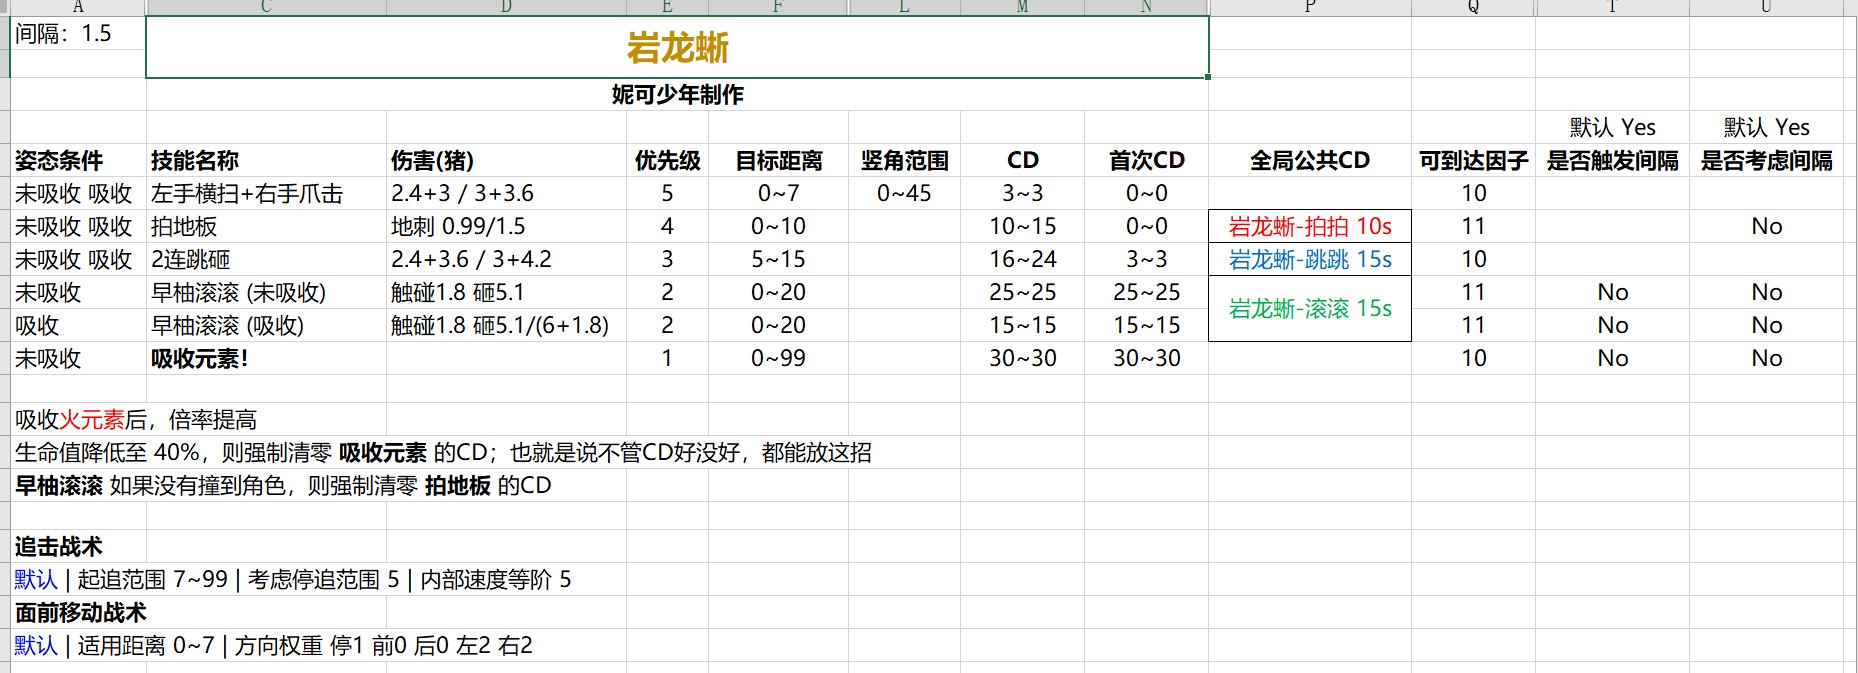 A C D E F L M N P Q T U
间隔：1.5 岩龙蜥
妮可少年制作
默认 Yes 默认 Yes
姿态条件 技能名称 伤害(猪) 优先级 目标距离 竖角范围 CD 首次CD 全局公共CD 可到达因子 是否触发间隔 是否考虑间隔
未吸收 吸收 左手横扫+右手爪击 2.4+3 / 3+3.6 5 0~7 0~45 3~3 0~0 10
未吸收 吸收 拍地板 地刺 0.99/1.5 4 0~10 10~15 0~0 岩龙蜥-拍拍 10s 11 No
未吸收 吸收 2连跳砸 2.4+3.6 / 3+4.2 3 5~15 16~24 3~3 岩龙蜥-跳跳 15s 10
未吸收 早柚滚滚 (未吸收) 触碰1.8 砸5.1 2 0~20 25~25 25~25 岩龙蜥-滚滚 15s 11 No No
吸收 早柚滚滚 (吸收) 触碰1.8 砸5.1/(6+1.8) 2 0~20 15~15 15~15 11 No No
未吸收 吸收元素！ 1 0~99 30~30 30~30 10 No No
吸收火元素后，倍率提高
生命值降低至 40%，则强制清零 吸收元素 的CD；也就是说不管CD好没好，都能放这招
早柚滚滚 如果没有撞到角色，则强制清零 拍地板 的CD
追击战术
默认 | 起追范围 7~99 | 考虑停追范围 5 | 内部速度等阶 5
面前移动战术
默认 | 适用距离 0~7 | 方向权重 停1 前0 后0 左2 右2